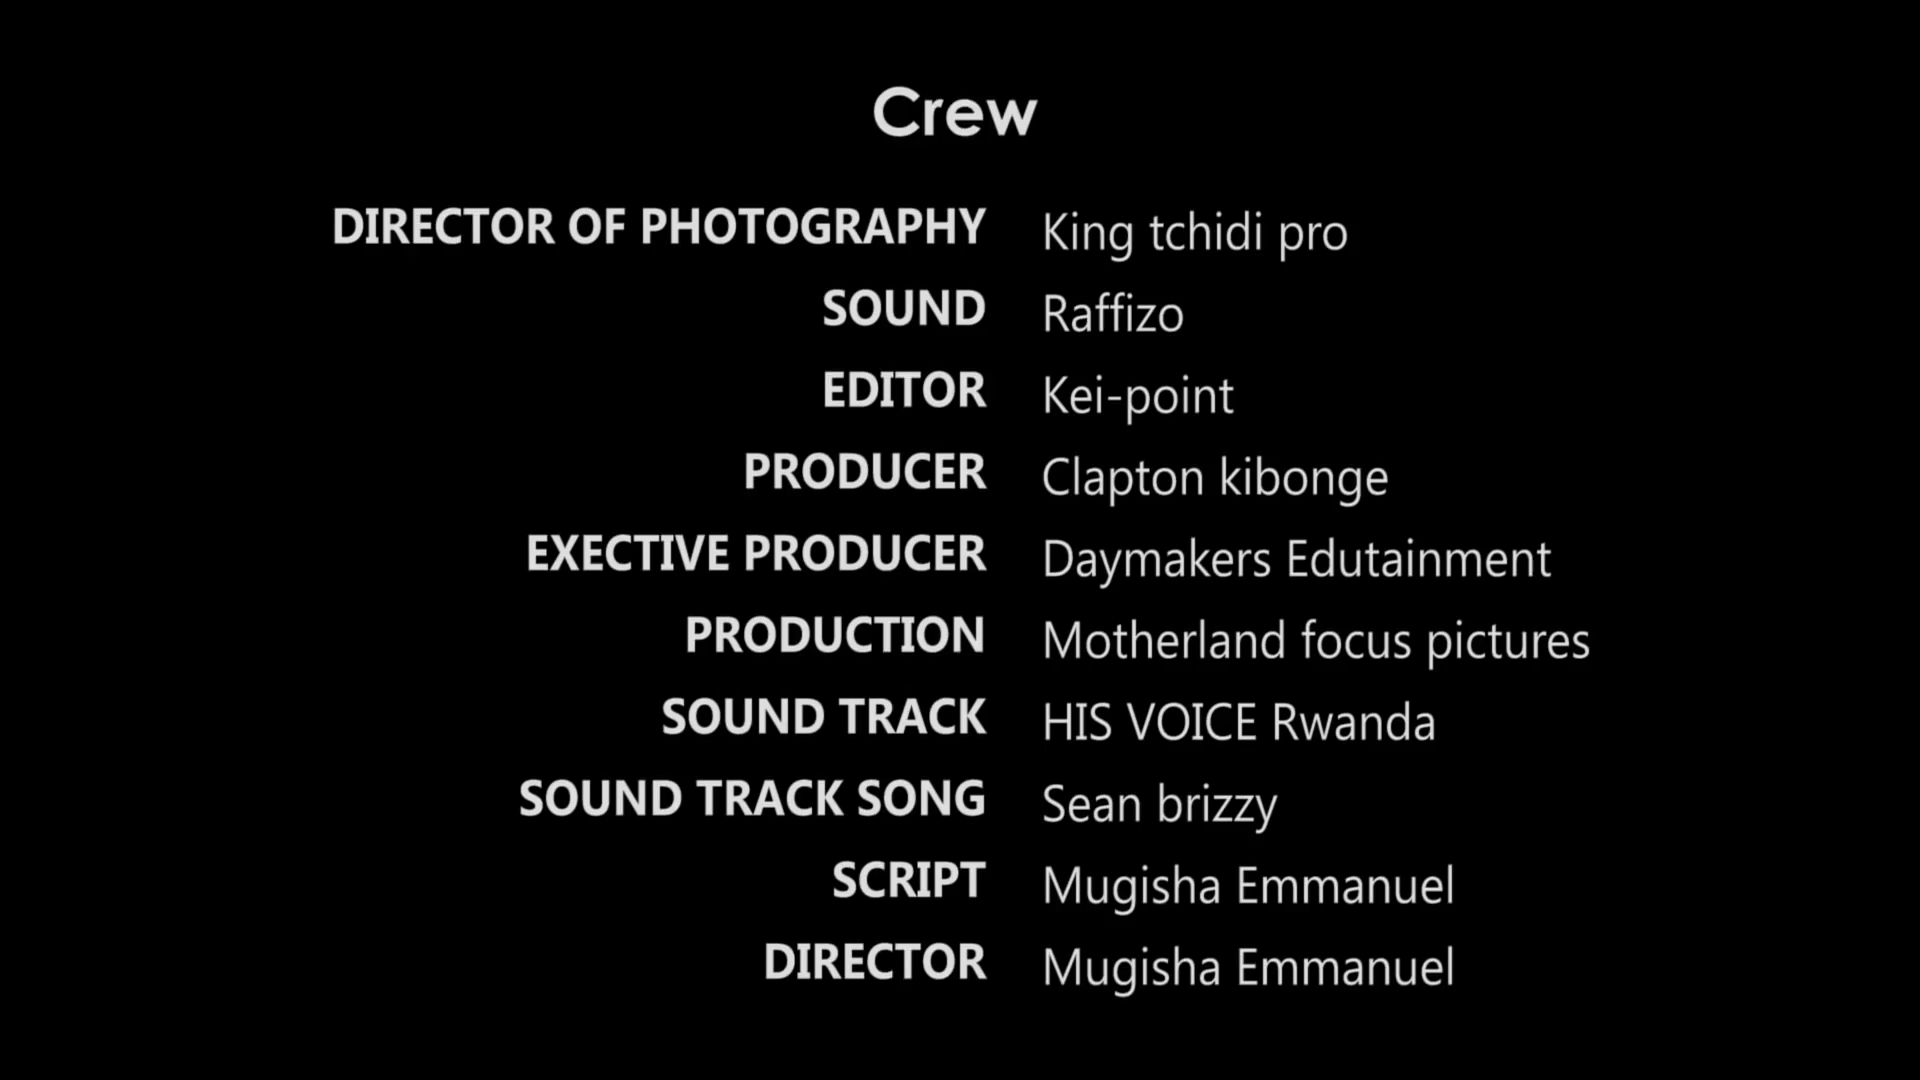 Crew
DIRECTOR OF PHOTOGRAPHY King tchidi pro
SOUND Raffizo
EDITOR Kei-point
PRODUCER Clapton kibonge
EXECTIVE PRODUCER Daymakers Edutainment
PRODUCTION Motherland focus pictures
SOUND TRACK HIS VOICE Rwanda
SOUND TRACK SONG Sean brizzy
SCRIPT Mugisha Emmanuel
DIRECTOR Mugisha Emmanuel